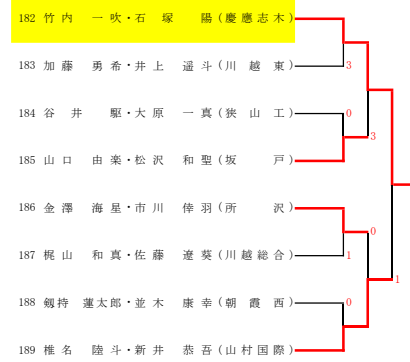 182 竹内 一吹・石塚 陽(慶應志木)
183 加藤 勇希・井上 遥斗(川越東)
3
184 谷井 駆・大原 一真(狭山工)
0
3
185 山口 由楽・松沢 和聖(坂戸)
186 金澤 海星・市川 倖羽(所沢)
0
187 梶山 和真・佐藤 遼葵(川越総合)
1
1
188 剱持 蓮太郎・並木 康幸(朝霞西)
0
189 椎名 陸斗・新井 恭吾(山村国際)